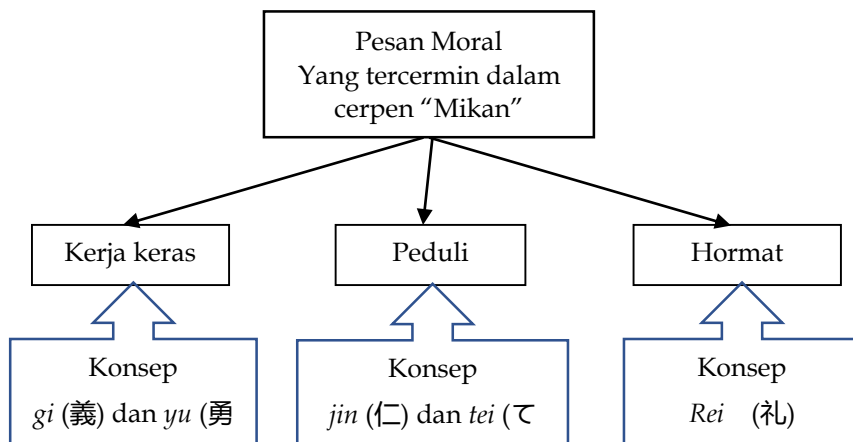 Pesan Moral
Yang tercermin dalam
cerpen “Mikan”
Kerja keras
Peduli
Hormat
Konsep
gi (義) dan yu (勇
Konsep
jin (仁) dan tei (て
Konsep
Rei (礼)